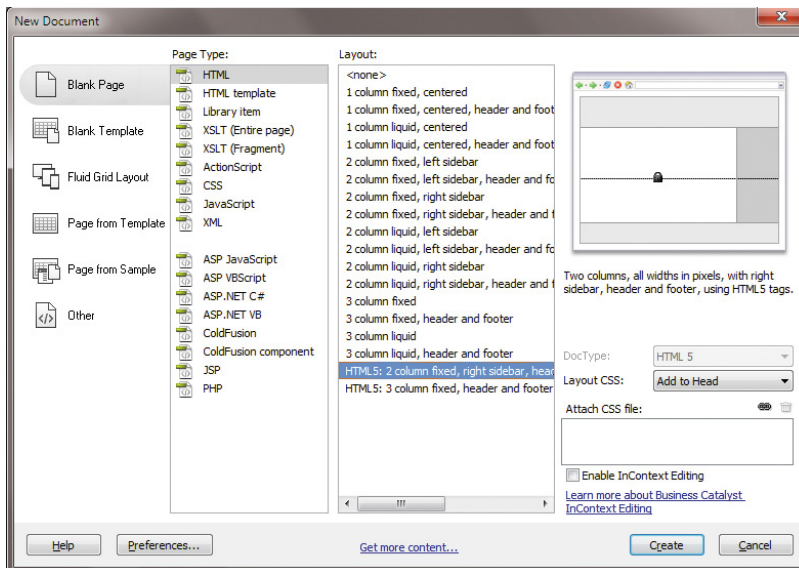 New Document
Blank Page
Blank Template
Fluid Grid Layout
Page from Template
Page from Sample
Other
Page Type:
HTML
HTML template
Library item
XSLT (Entire page)
XSLT (Fragment)
ActionScript
CSS
JavaScript
XML
ASP JavaScript
ASP VBScript
ASP.NET C#
ASP.NET VB
ColdFusion
ColdFusion component
JSP
PHP
Layout:
<none>
1 column fixed, centered
1 column fixed, centered, header and foot
1 column liquid, centered
1 column liquid, centered, header and foot
2 column fixed, left sidebar
2 column fixed, left sidebar, header and fo
2 column fixed, right sidebar
2 column fixed, right sidebar, header and f
2 column liquid, left sidebar
2 column liquid, left sidebar, header and fo
2 column liquid, right sidebar
2 column liquid, right sidebar, header and f
3 column fixed
3 column fixed, header and footer
3 column liquid
3 column liquid, header and footer
HTML5: 2 column fixed, right sidebar, head
HTML5: 3 column fixed, header and footer
Two columns, all widths in pixels, with right
sidebar, header and footer, using HTML5 tags.
DocType: HTML 5
Layout CSS: Add to Head
Attach CSS file:
Enable InContext Editing
Learn more about Business Catalyst
InContext Editing
Help Preferences... Get more content... Create Cancel